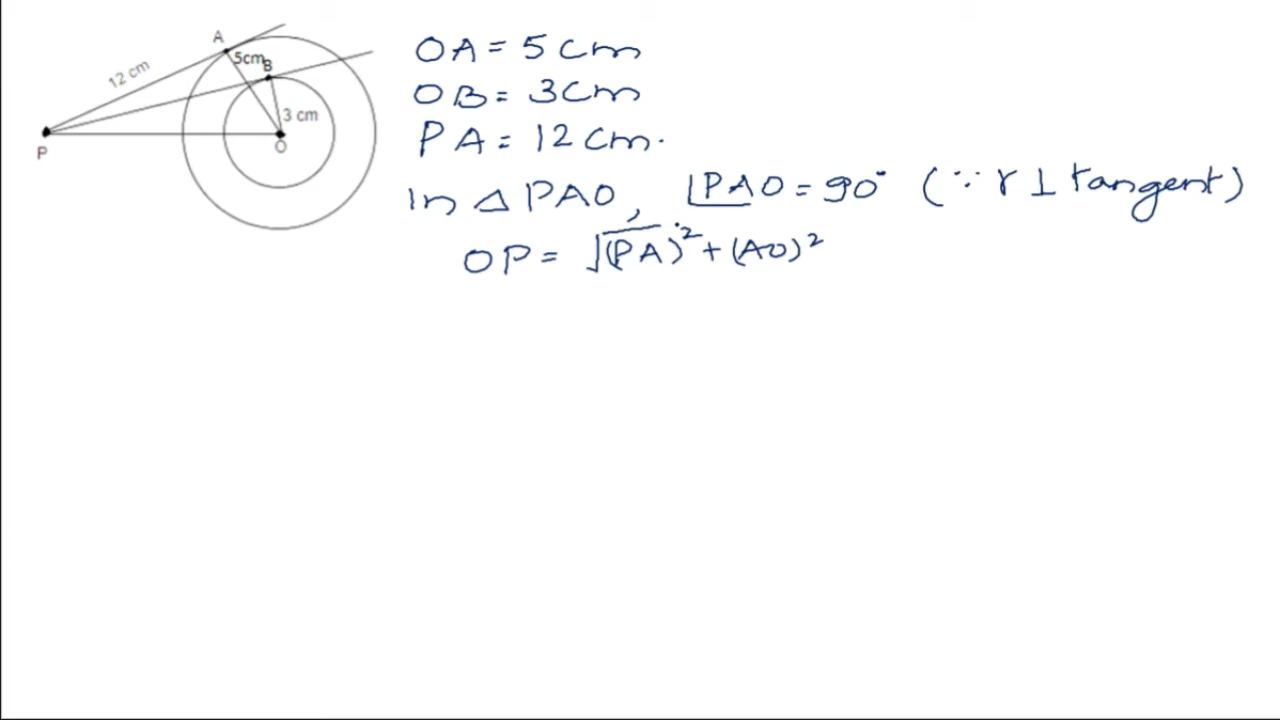 A
5cm
B
12 cm
3 cm
P
O
OA = 5 cm
OB = 3 cm
PA = 12 cm.
In △ PAO, ∠PAO = 90° (∵ r ⊥ tangent)
OP = √(PA)² + (AO)²